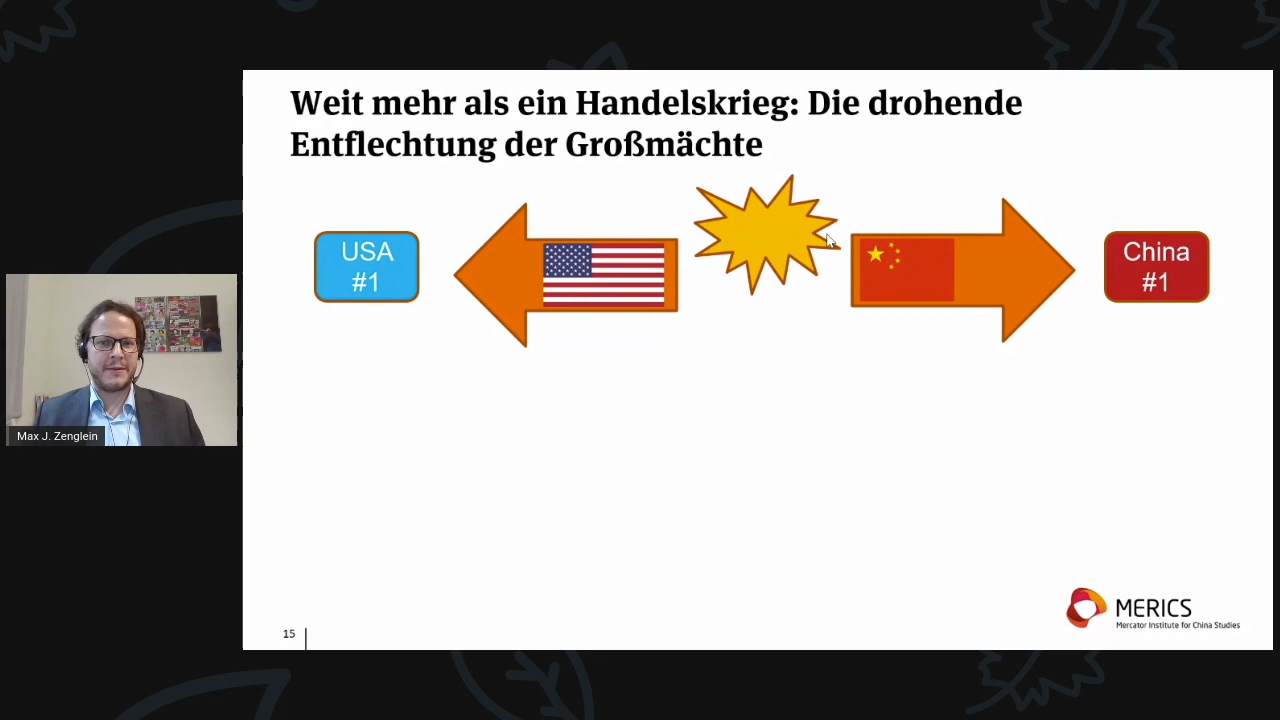 Weit mehr als ein Handelskrieg: Die drohende
Entflechtung der Großmächte
USA
#1
China
#1
Max J. Zenglein
MERICS
Mercator Institute for China Studies
15